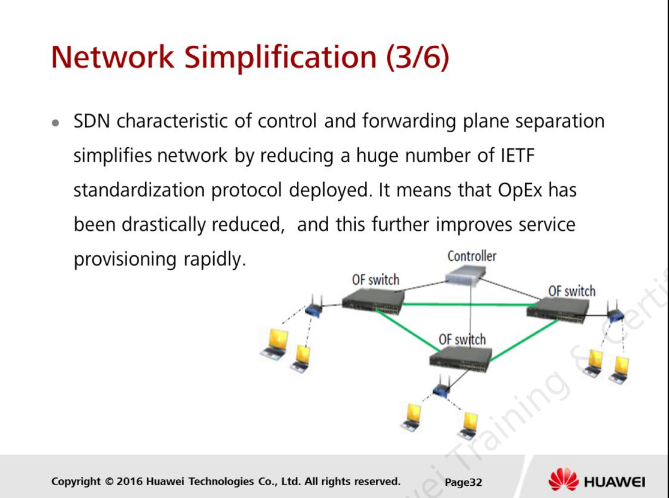 Network Simplification (3/6)
SDN characteristic of control and forwarding plane separation
simplifies network by reducing a huge number of IETF
standardization protocol deployed. It means that OpEx has
been drastically reduced, and this further improves service
provisioning rapidly.
Controller
OF switch
OF switch
OF switch
Training & Certi
Copyright © 2016 Huawei Technologies Co., Ltd. All rights reserved.
Page32
HUAWEI